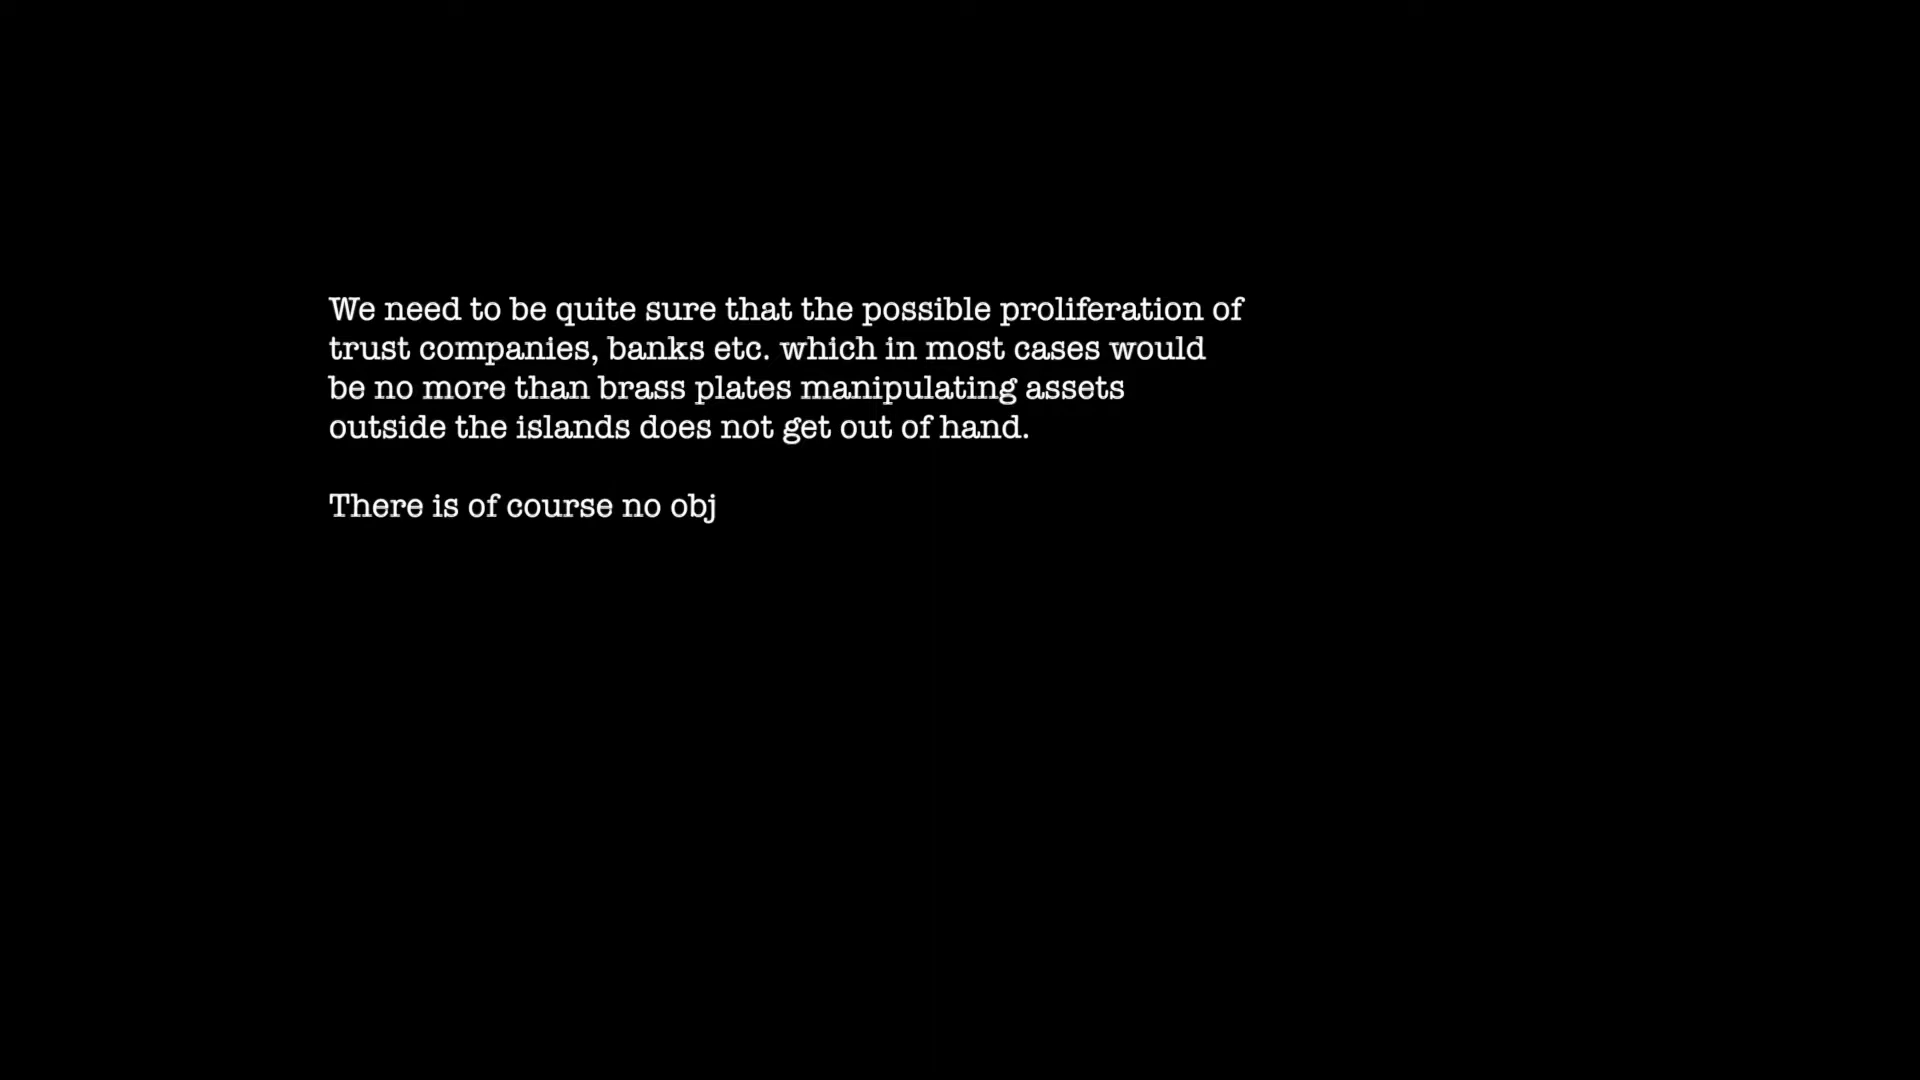 We need to be quite sure that the possible proliferation of
trust companies, banks etc. which in most cases would
be no more than brass plates manipulating assets
outside the islands does not get out of hand.
There is of course no obj